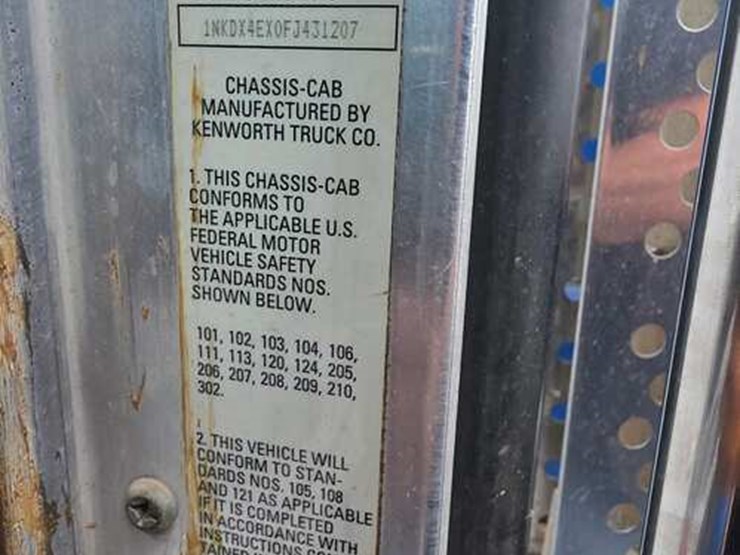 1NKDX4EX0FJ431207
CHASSIS-CAB
MANUFACTURED BY
KENWORTH TRUCK CO.
1. THIS CHASSIS-CAB
CONFORMS TO
THE APPLICABLE U.S.
FEDERAL MOTOR
VEHICLE SAFETY
STANDARDS NOS.
SHOWN BELOW.
101, 102, 103, 104, 106,
111, 113, 120, 124, 205,
206, 207, 208, 209, 210,
302.
2. THIS VEHICLE WILL
CONFORM TO STAN-
DARDS NOS. 105, 108
AND 121 AS APPLICABLE
IF IT IS COMPLETED
IN ACCORDANCE WITH
INSTRUCTIONS